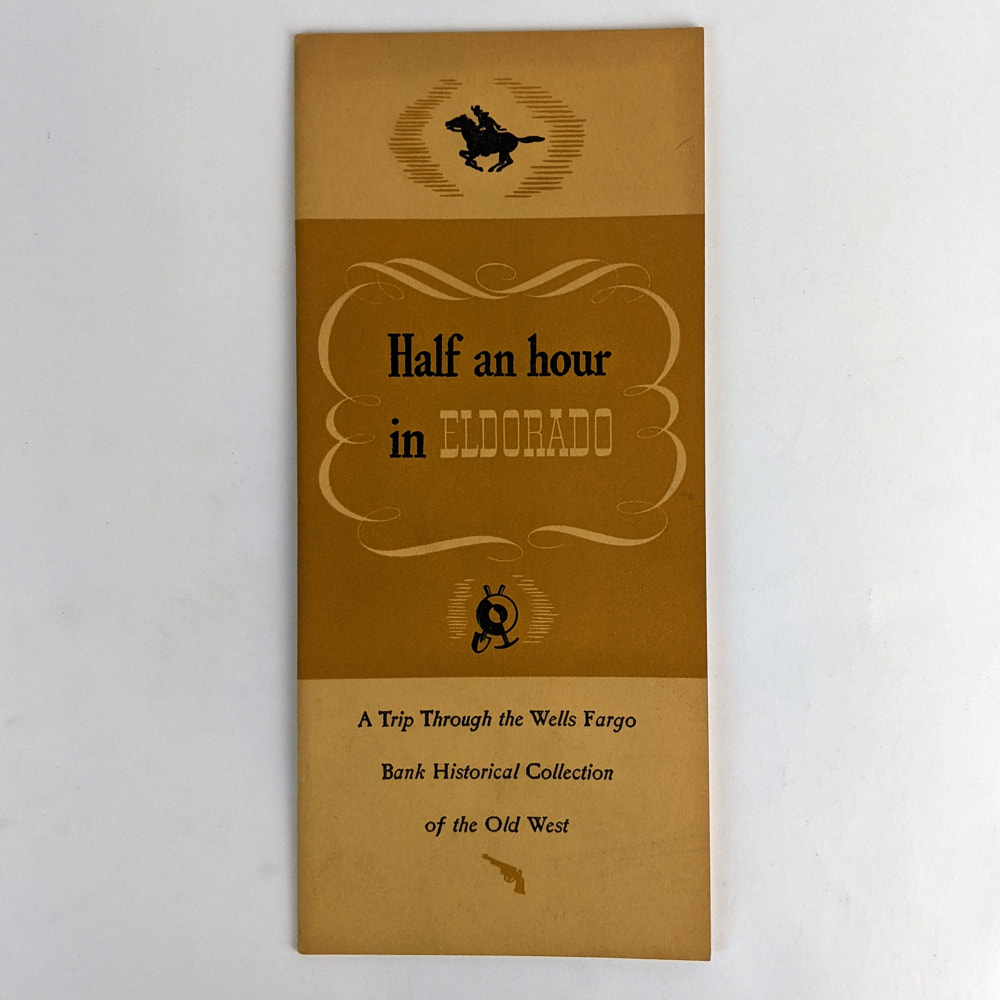 Half an hour
in ELDORADO
A Trip Through the Wells Fargo
Bank Historical Collection
of the Old West